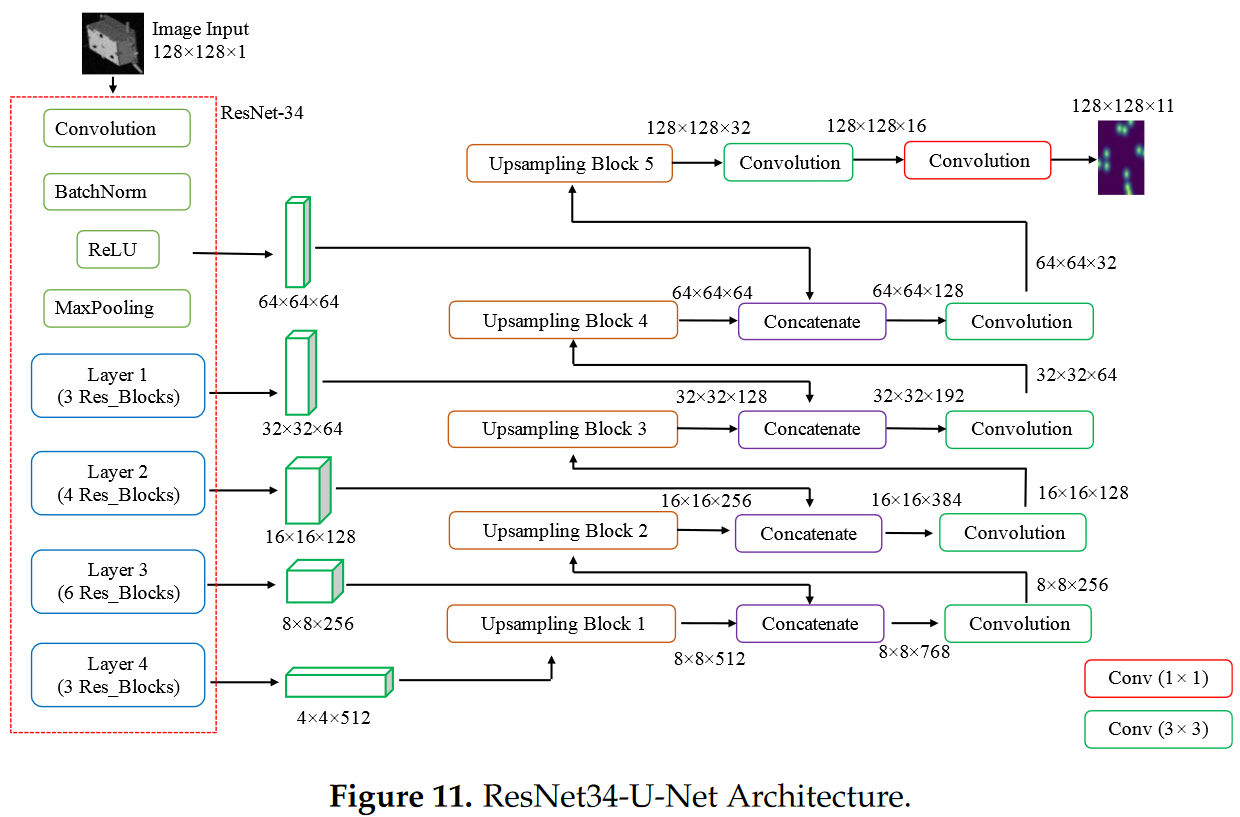 Image Input
128×128×1
ResNet-34
Convolution
BatchNorm
ReLU
MaxPooling
Layer 1
(3 Res_Blocks)
Layer 2
(4 Res_Blocks)
Layer 3
(6 Res_Blocks)
Layer 4
(3 Res_Blocks)
64×64×64
32×32×64
16×16×128
8×8×256
4×4×512
Upsampling Block 5
128×128×32
Convolution
128×128×16
Convolution
128×128×11
64×64×32
Upsampling Block 4
64×64×64
Concatenate
64×64×128
Convolution
32×32×64
Upsampling Block 3
32×32×128
Concatenate
32×32×192
Convolution
16×16×128
Upsampling Block 2
16×16×256
Concatenate
16×16×384
Convolution
8×8×256
Upsampling Block 1
8×8×512
Concatenate
8×8×768
Convolution
Conv (1 × 1)
Conv (3 × 3)
Figure 11. ResNet34-U-Net Architecture.